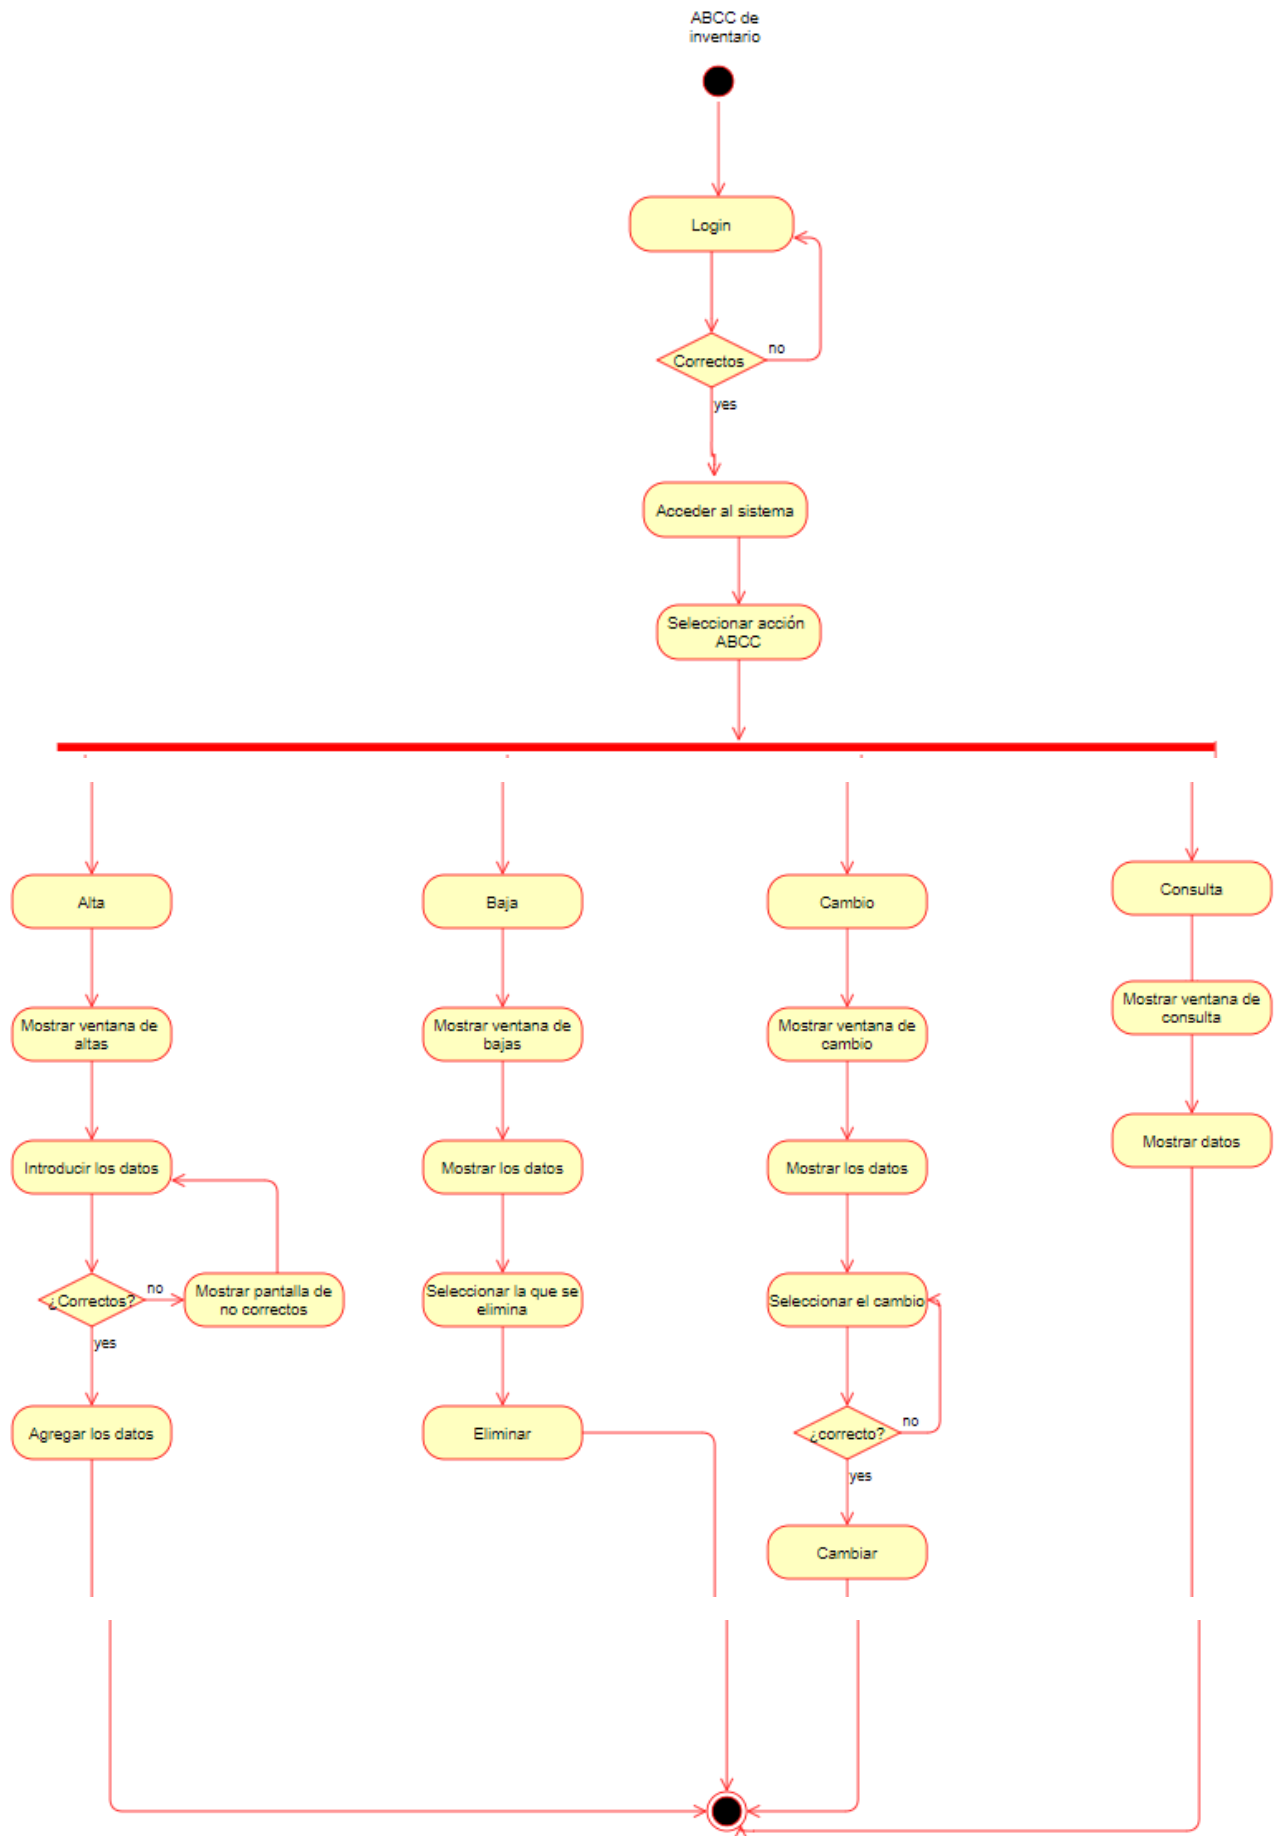 ABCC de
inventario
Login
Correctos
no
yes
Acceder al sistema
Seleccionar acción
ABCC
Alta
Baja
Cambio
Consulta
Mostrar ventana de
altas
Mostrar ventana de
bajas
Mostrar ventana de
cambio
Mostrar ventana de
consulta
Introducir los datos
Mostrar los datos
Mostrar los datos
Mostrar datos
¿Correctos?
no
Mostrar pantalla de
no correctos
Seleccionar la que se
elimina
Seleccionar el cambio
yes
Agregar los datos
Eliminar
¿correcto?
no
yes
Cambiar